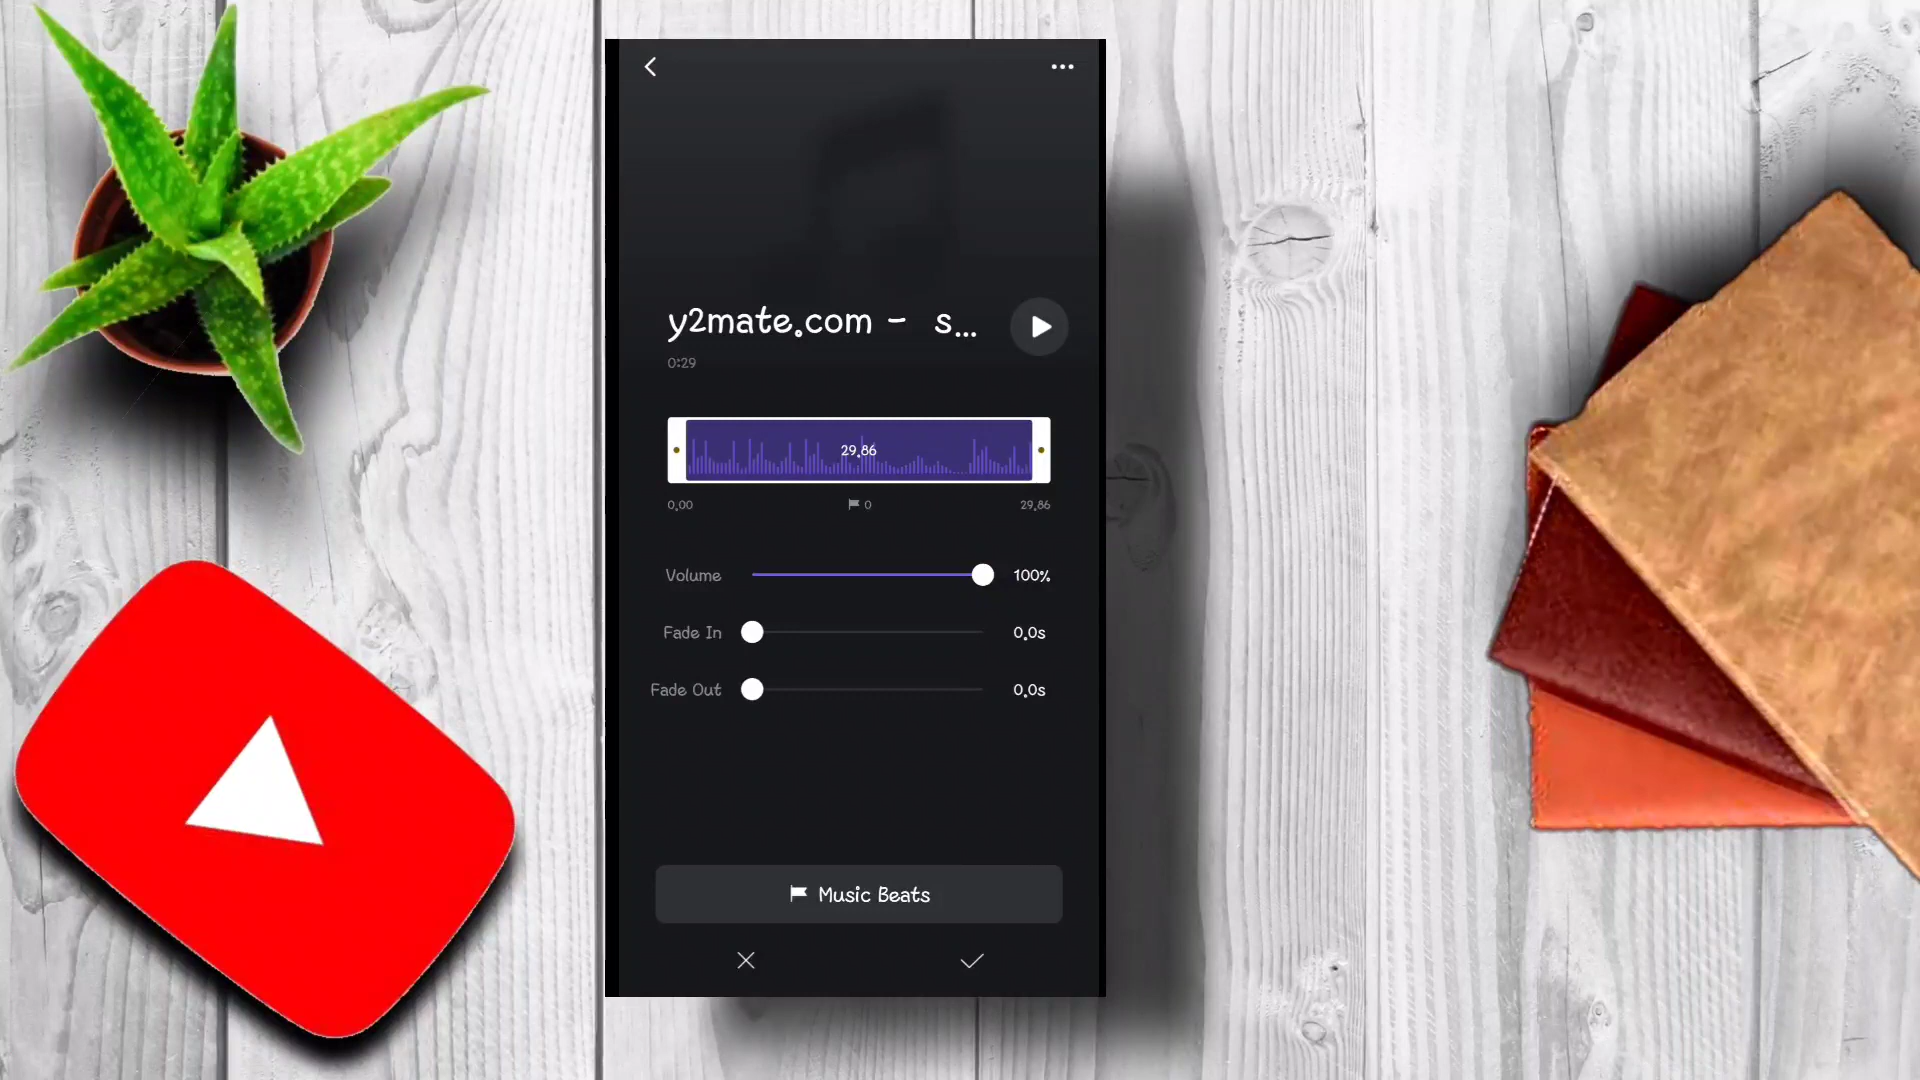 y2mate.com - s...
0:29
29.86
0.00 0 29.86
Volume 100%
Fade In 0.0s
Fade Out 0.0s
Music Beats